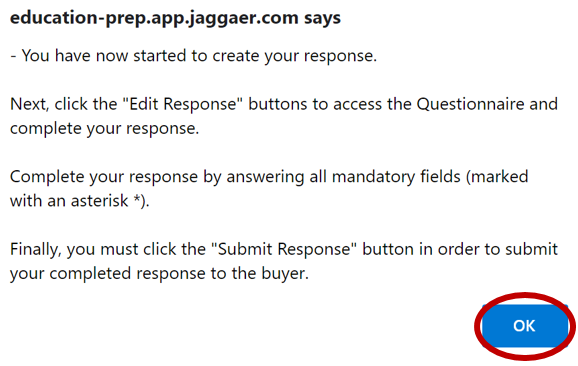 education-prep.app.jaggaer.com says
- You have now started to create your response.
Next, click the "Edit Response" buttons to access the Questionnaire and
complete your response.
Complete your response by answering all mandatory fields (marked
with an asterisk *).
Finally, you must click the "Submit Response" button in order to submit
your completed response to the buyer.
OK